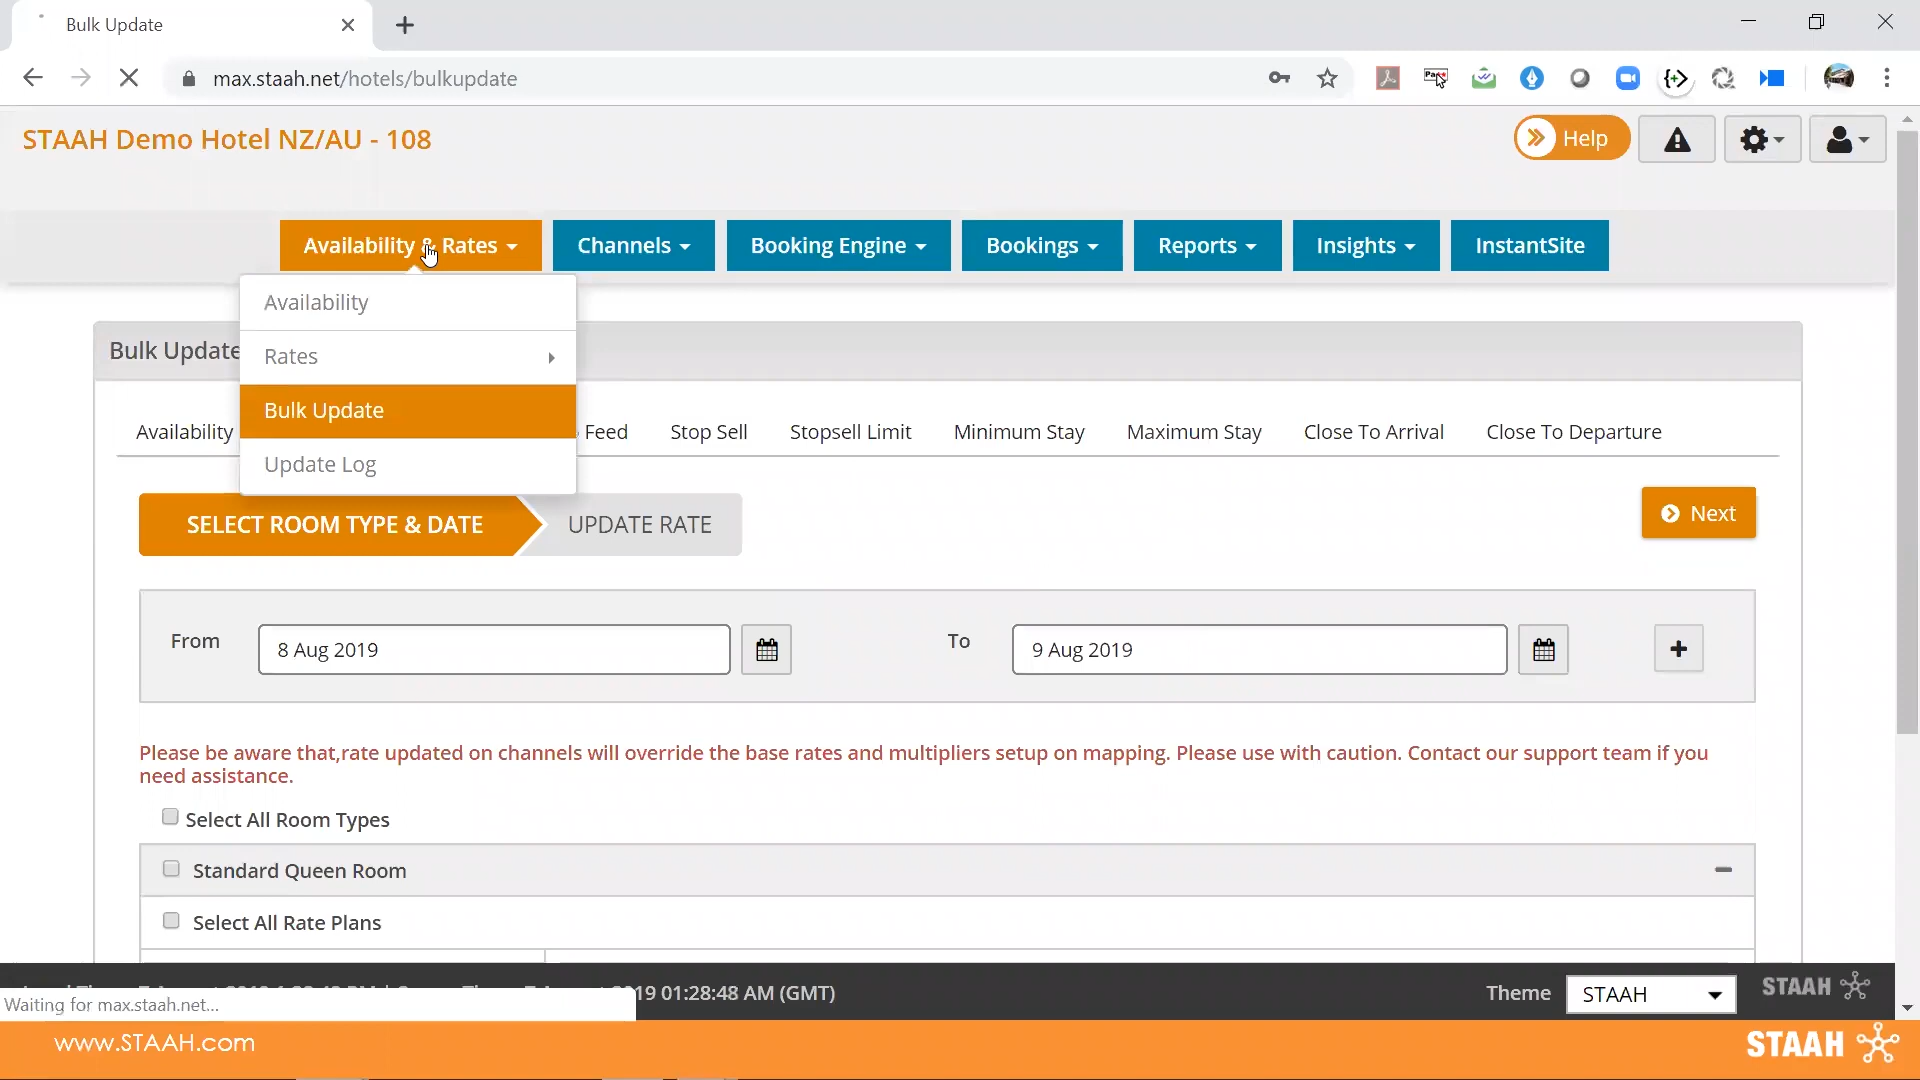 Bulk Update
max.staah.net/hotels/bulkupdate
STAAH Demo Hotel NZ/AU - 108
Help
Availability & Rates
Channels
Booking Engine
Bookings
Reports
Insights
InstantSite
Availability
Rates
Bulk Update
Update Log
Bulk Update
Availability
Feed
Stop Sell
Stopsell Limit
Minimum Stay
Maximum Stay
Close To Arrival
Close To Departure
SELECT ROOM TYPE & DATE
UPDATE RATE
Next
From
8 Aug 2019
To
9 Aug 2019
Please be aware that,rate updated on channels will override the base rates and multipliers setup on mapping. Please use with caution. Contact our support team if you
need assistance.
Select All Room Types
Standard Queen Room
Select All Rate Plans
19 01:28:48 AM (GMT)
Theme
STAAH
STAAH
Waiting for max.staah.net...
www.STAAH.com
STAAH